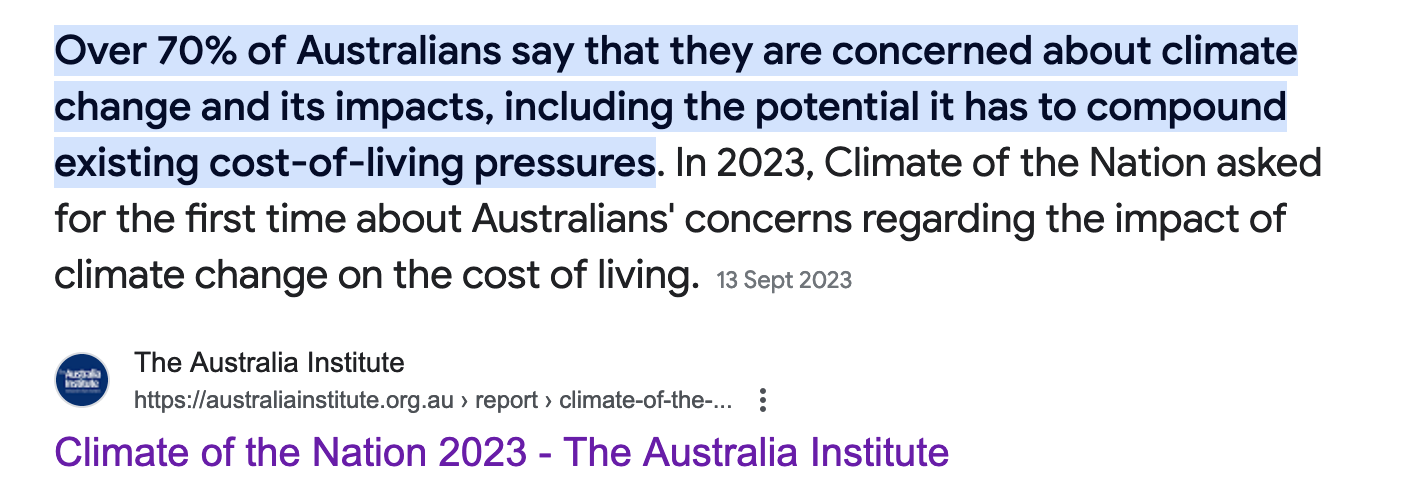 Over 70% of Australians say that they are concerned about climate
change and its impacts, including the potential it has to compound
existing cost-of-living pressures. In 2023, Climate of the Nation asked
for the first time about Australians' concerns regarding the impact of
climate change on the cost of living. 13 Sept 2023
The Australia Institute
The Australia Institute
https://australiainstitute.org.au › report › climate-of-the-...
Climate of the Nation 2023 - The Australia Institute